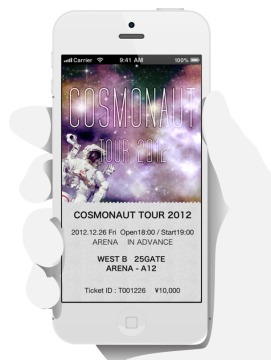 Carrier 9:41 AM 100%
COSMONAUT
TOUR 2012
COSMONAUT TOUR 2012
2012.12.26 Fri Open18:00 / Start19:00
ARENA IN ADVANCE
WEST B 25GATE
ARENA - A12
Ticket ID : T001226 ¥10,000